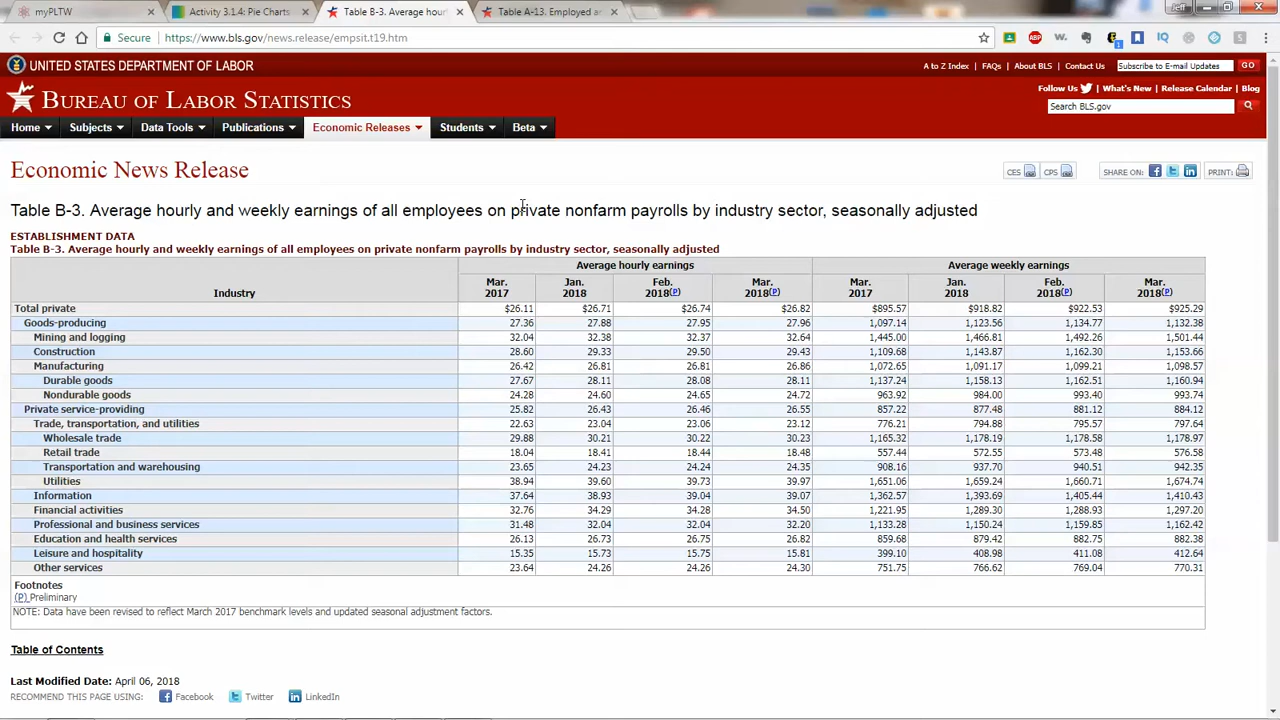 myPLTW
Activity 3.1.4: Pie Charts
Table B-3. Average hour
Table A-13. Employed an
Jeff
Secure https://www.bls.gov/news.release/empsit.t19.htm
UNITED STATES DEPARTMENT OF LABOR
A to Z Index | FAQs | About BLS | Contact Us Subscribe to E-mail Updates GO
BUREAU OF LABOR STATISTICS
Follow Us | What's New | Release Calendar | Blog
Search BLS.gov
Home Subjects Data Tools Publications Economic Releases Students Beta
Economic News Release
CES CPS SHARE ON: PRINT:
Table B-3. Average hourly and weekly earnings of all employees on private nonfarm payrolls by industry sector, seasonally adjusted
ESTABLISHMENT DATA
Table B-3. Average hourly and weekly earnings of all employees on private nonfarm payrolls by industry sector, seasonally adjusted
Industry Average hourly earnings Average weekly earnings
Mar. 2017 Jan. 2018 Feb. 2018(P) Mar. 2018(P) Mar. 2017 Jan. 2018 Feb. 2018(P) Mar. 2018(P)
Total private $26.11 $26.71 $26.74 $26.82 $895.57 $918.82 $922.53 $925.29
Goods-producing 27.36 27.88 27.95 27.96 1,097.14 1,123.56 1,134.77 1,132.38
Mining and logging 32.04 32.38 32.37 32.64 1,445.00 1,466.81 1,492.26 1,501.44
Construction 28.60 29.33 29.50 29.43 1,109.68 1,143.87 1,162.30 1,153.66
Manufacturing 26.42 26.81 26.81 26.86 1,072.65 1,091.17 1,099.21 1,098.57
Durable goods 27.67 28.11 28.08 28.11 1,137.24 1,158.13 1,162.51 1,160.94
Nondurable goods 24.28 24.60 24.65 24.72 963.92 984.00 993.40 993.74
Private service-providing 25.82 26.43 26.46 26.55 857.22 877.48 881.12 884.12
Trade, transportation, and utilities 22.63 23.04 23.06 23.12 776.21 794.88 795.57 797.64
Wholesale trade 29.88 30.21 30.22 30.23 1,165.32 1,178.19 1,178.58 1,178.97
Retail trade 18.04 18.41 18.44 18.48 557.44 572.55 573.48 576.58
Transportation and warehousing 23.65 24.23 24.24 24.35 908.16 937.70 940.51 942.35
Utilities 38.94 39.60 39.73 39.97 1,651.06 1,659.24 1,660.71 1,674.74
Information 37.64 38.93 39.04 39.07 1,362.57 1,393.69 1,405.44 1,410.43
Financial activities 32.76 34.29 34.28 34.50 1,221.95 1,289.30 1,288.93 1,297.20
Professional and business services 31.48 32.04 32.04 32.20 1,133.28 1,150.24 1,159.85 1,162.42
Education and health services 26.13 26.73 26.75 26.82 859.68 879.42 882.75 882.38
Leisure and hospitality 15.35 15.73 15.75 15.81 399.10 408.98 411.08 412.64
Other services 23.64 24.26 24.26 24.30 751.75 766.62 769.04 770.31
Footnotes
(P) Preliminary
NOTE: Data have been revised to reflect March 2017 benchmark levels and updated seasonal adjustment factors.
Table of Contents
Last Modified Date: April 06, 2018
RECOMMEND THIS PAGE USING: Facebook Twitter LinkedIn